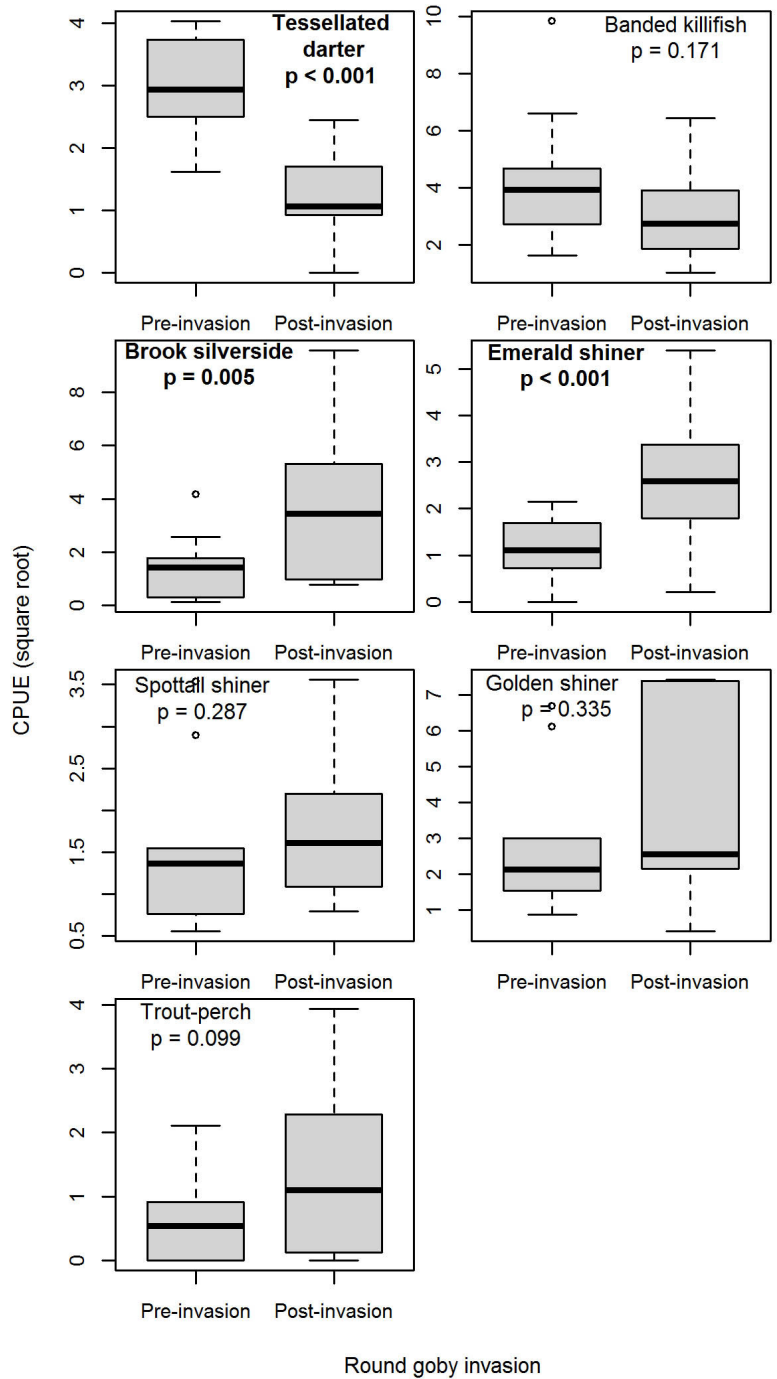 CPUE (square root)
Tessellated
darter
p < 0.001
4
3
2
1
0
Pre-invasion Post-invasion
Banded killifish
p = 0.171
10
8
6
4
2
Pre-invasion Post-invasion
Brook silverside
p = 0.005
8
6
4
2
0
Pre-invasion Post-invasion
Emerald shiner
p < 0.001
5
4
3
2
1
0
Pre-invasion Post-invasion
Spottail shiner
p = 0.287
3.5
2.5
1.5
0.5
Pre-invasion Post-invasion
Golden shiner
p = 0.335
7
6
5
4
3
2
1
Pre-invasion Post-invasion
Trout-perch
p = 0.099
4
3
2
1
0
Pre-invasion Post-invasion
Round goby invasion